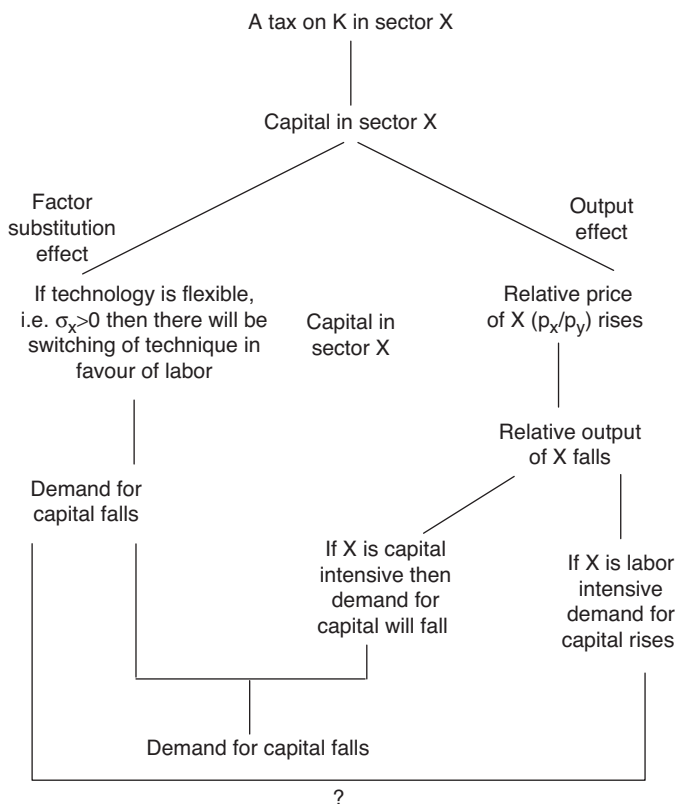 A tax on K in sector X
Capital in sector X
Factor
substitution
effect
Output
effect
If technology is flexible,
i.e. σx>0 then there will be
switching of technique in
favour of labor
Capital in
sector X
Relative price
of X (px/py) rises
Relative output
of X falls
Demand for
capital falls
If X is capital
intensive then
demand for
capital will fall
If X is labor
intensive
demand for
capital rises
Demand for capital falls
?